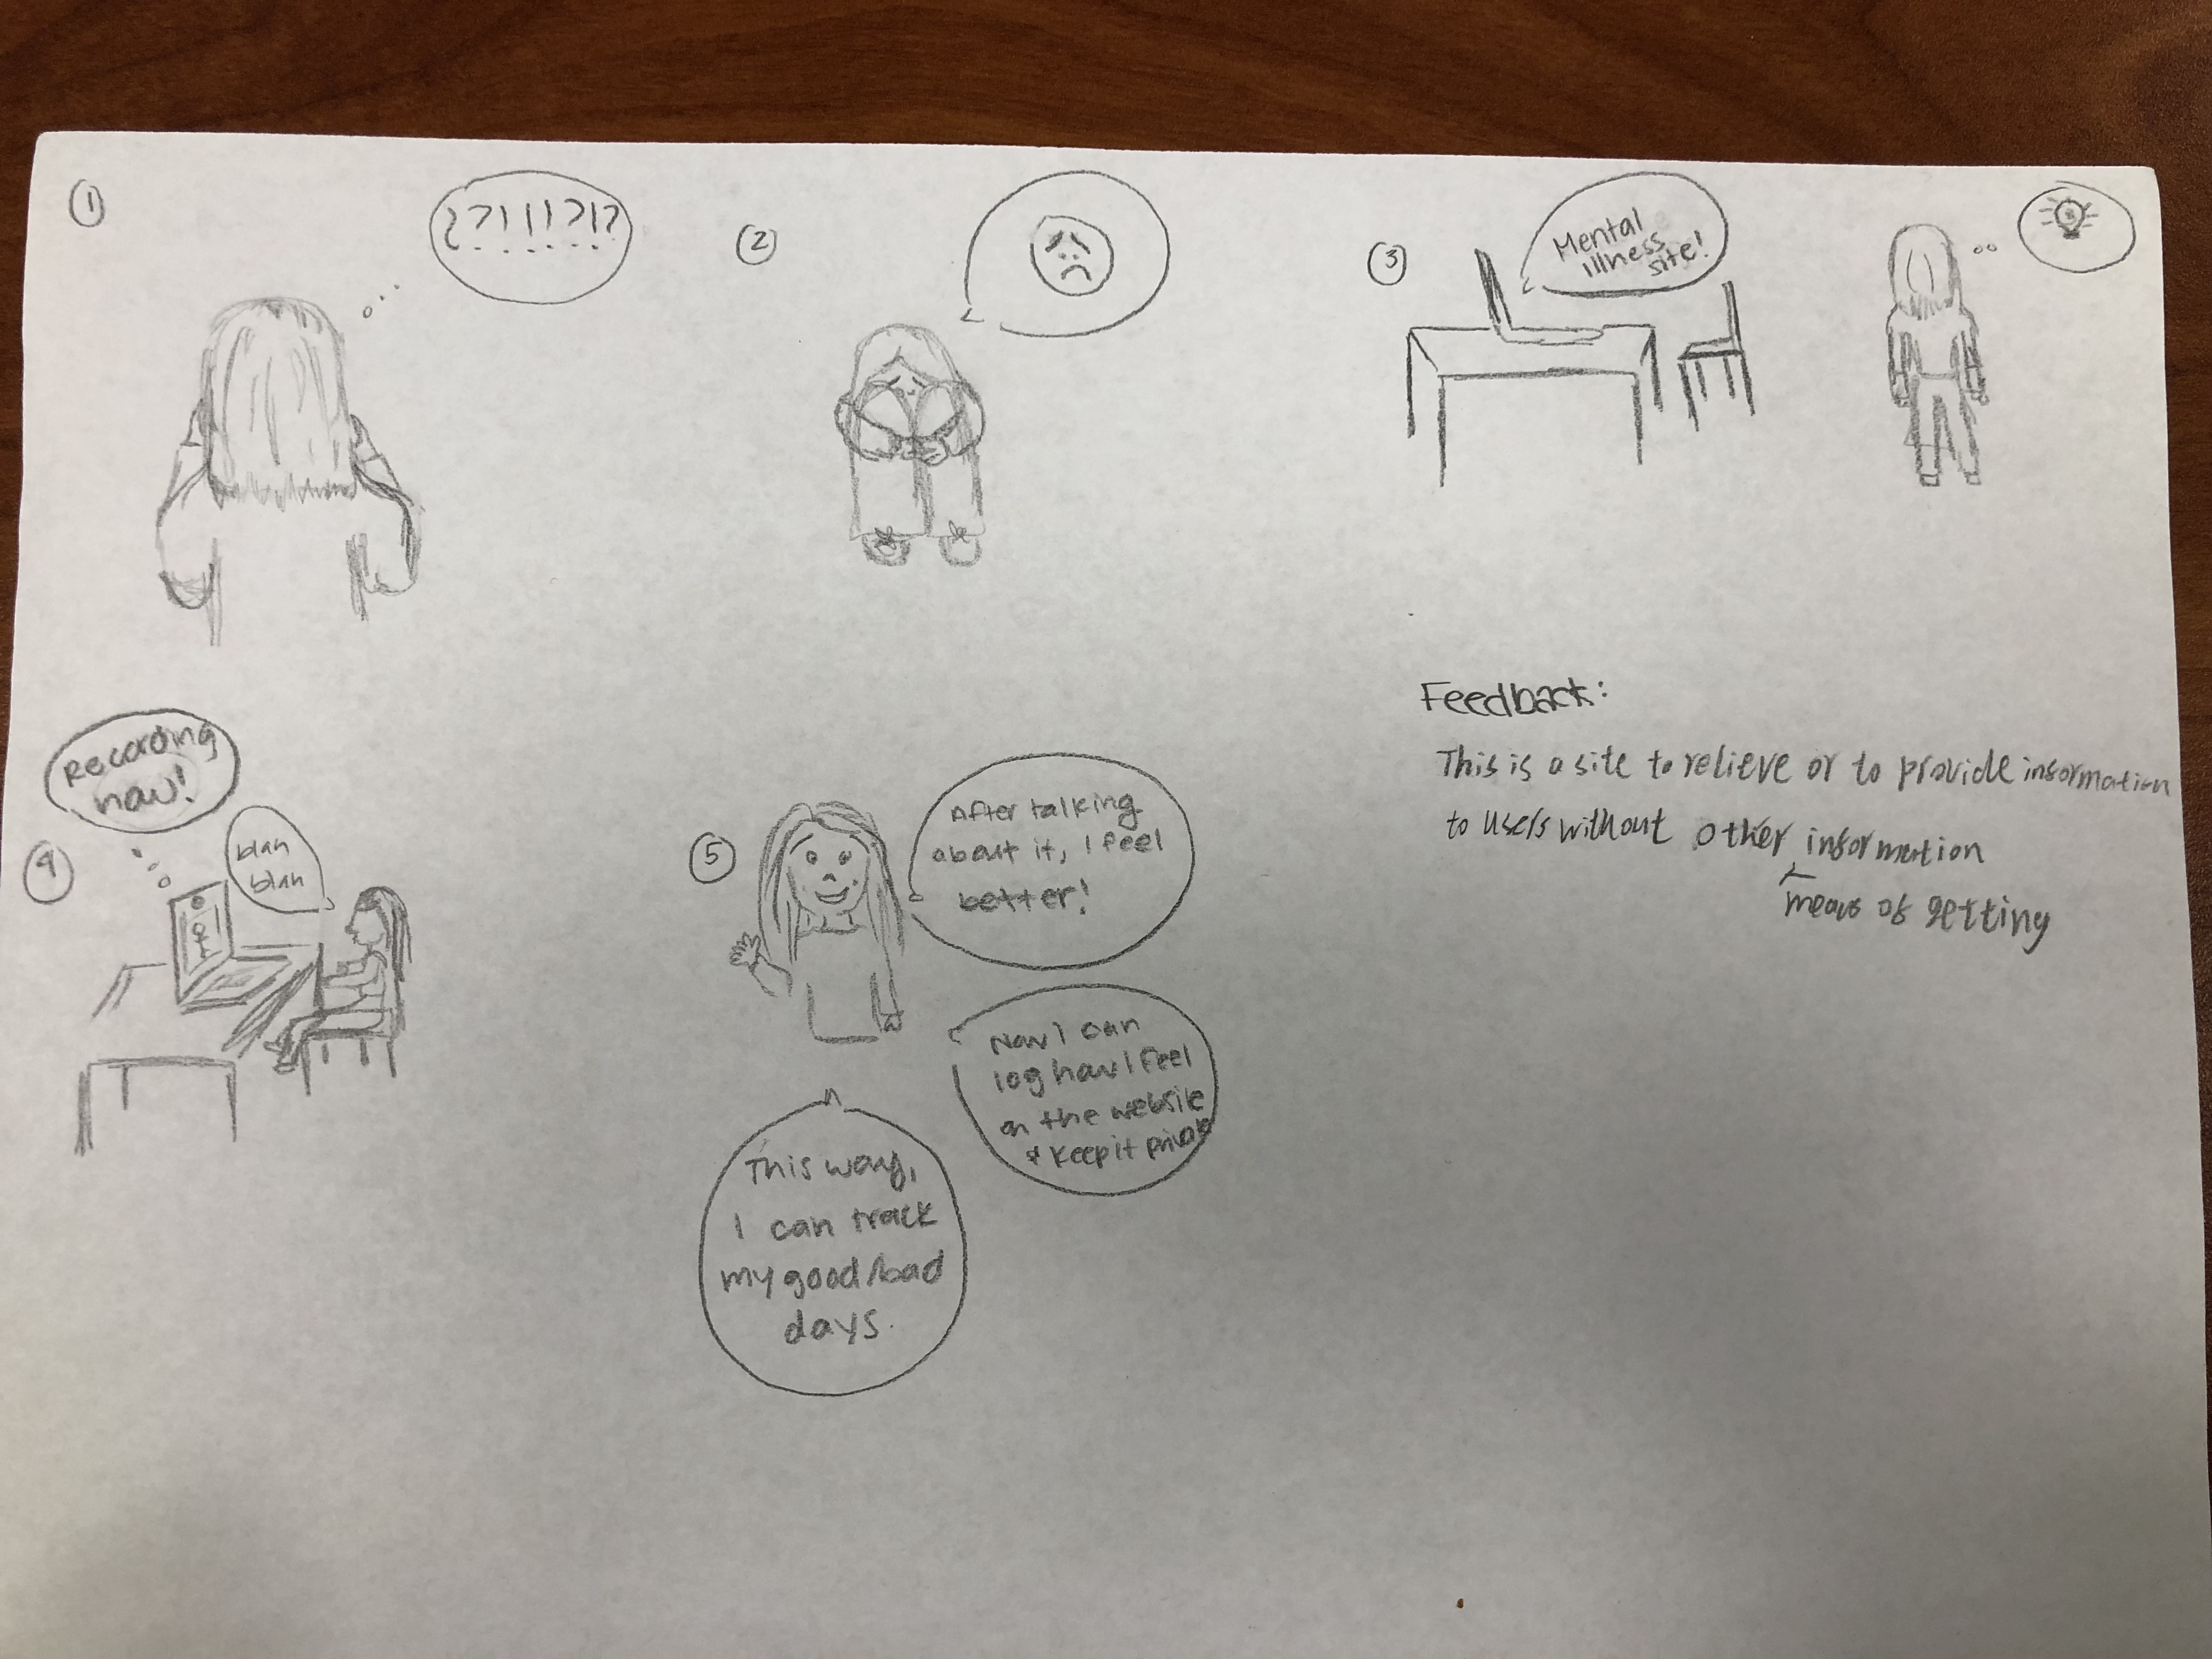 ①
??!!!?!?
②
③
Mental
illness
site!
④
Recording
now!
blah
blah
⑤
After talking
about it, I feel
better!
Now I can
log how I feel
on the website
& keep it private
This way,
I can track
my good/bad
days.
Feedback:
This is a site to relieve or to provide information
to users without other information
means of getting